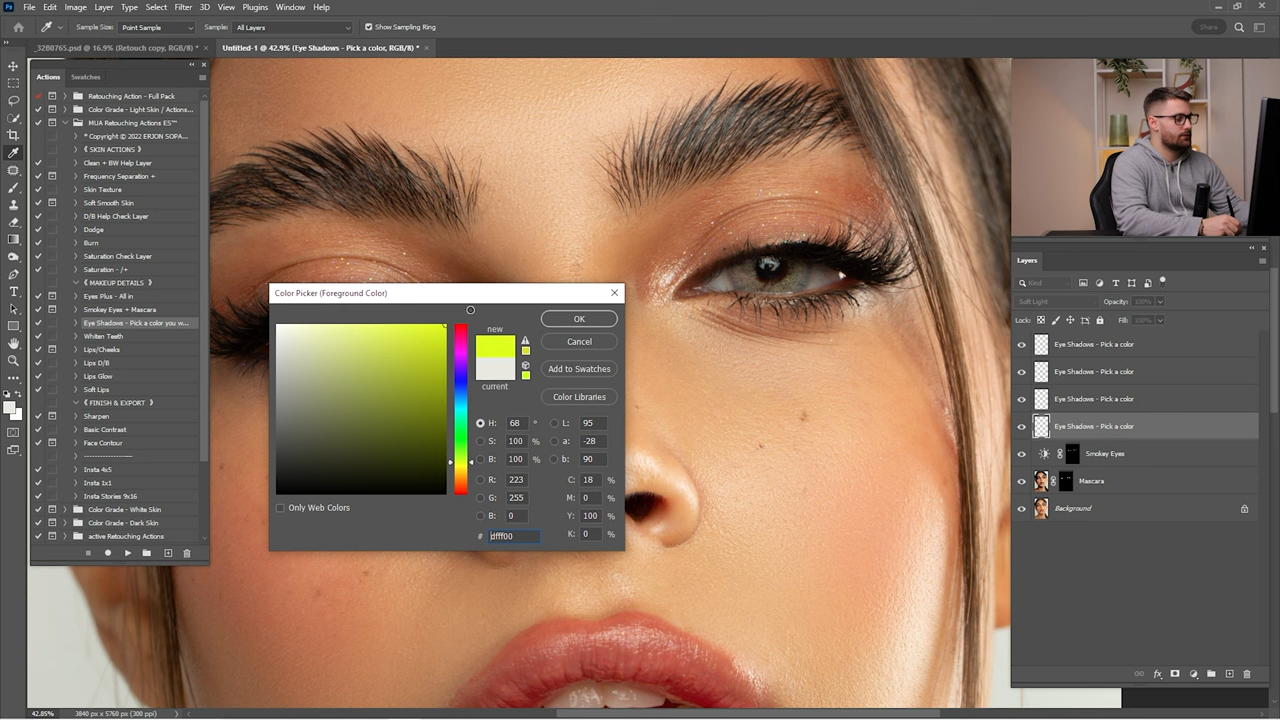 Ps File Edit Image Layer Type Select Filter 3D View Plugins Window Help
Sample Size: Point Sample Sample: All Layers Show Sampling Ring Share
_32B0765.psd @ 16.9% (Retouch copy, RGB/8) * × Untitled-1 @ 42.9% (Eye Shadows - Pick a color, RGB/8) * ×
Actions Swatches
Retouching Action - Full Pack
Color Grade - Light Skin / Actions...
MUA Retouching Actions ES™
* Copyright © 2022 ERJON SOPA...
《 SKIN ACTIONS 》
Clean + BW Help Layer
Frequency Separation +
Skin Texture
Soft Smooth Skin
D/B Help Check Layer
Dodge
Burn
Saturation Check Layer
Saturation - /+
《 MAKEUP DETAILS 》
Eyes Plus - All in
Smokey Eyes + Mascara
Eye Shadows - Pick a color you w...
Whiten Teeth
Lips/Cheeks
Lips D/B
Lips Glow
Soft Lips
《 FINISH & EXPORT 》
Sharpen
Basic Contrast
Face Contour
--------------------
Insta 4x5
Insta 1x1
Insta Stories 9x16
Color Grade - White Skin
Color Grade - Dark Skin
active Retouching Actions
Color Picker (Foreground Color)
new
current
OK
Cancel
Add to Swatches
Color Libraries
H: 68 ° L: 95
S: 100 % a: -28
B: 100 % b: 90
R: 223 C: 18 %
G: 255 M: 0 %
B: 0 Y: 100 %
# dfff00 K: 0 %
Only Web Colors
Layers
Kind
Soft Light Opacity: 100%
Lock: Fill: 100%
Eye Shadows - Pick a color
Eye Shadows - Pick a color
Eye Shadows - Pick a color
Eye Shadows - Pick a color
Smokey Eyes
Mascara
Background
fx
42.85% 3840 px x 5760 px (300 ppi)